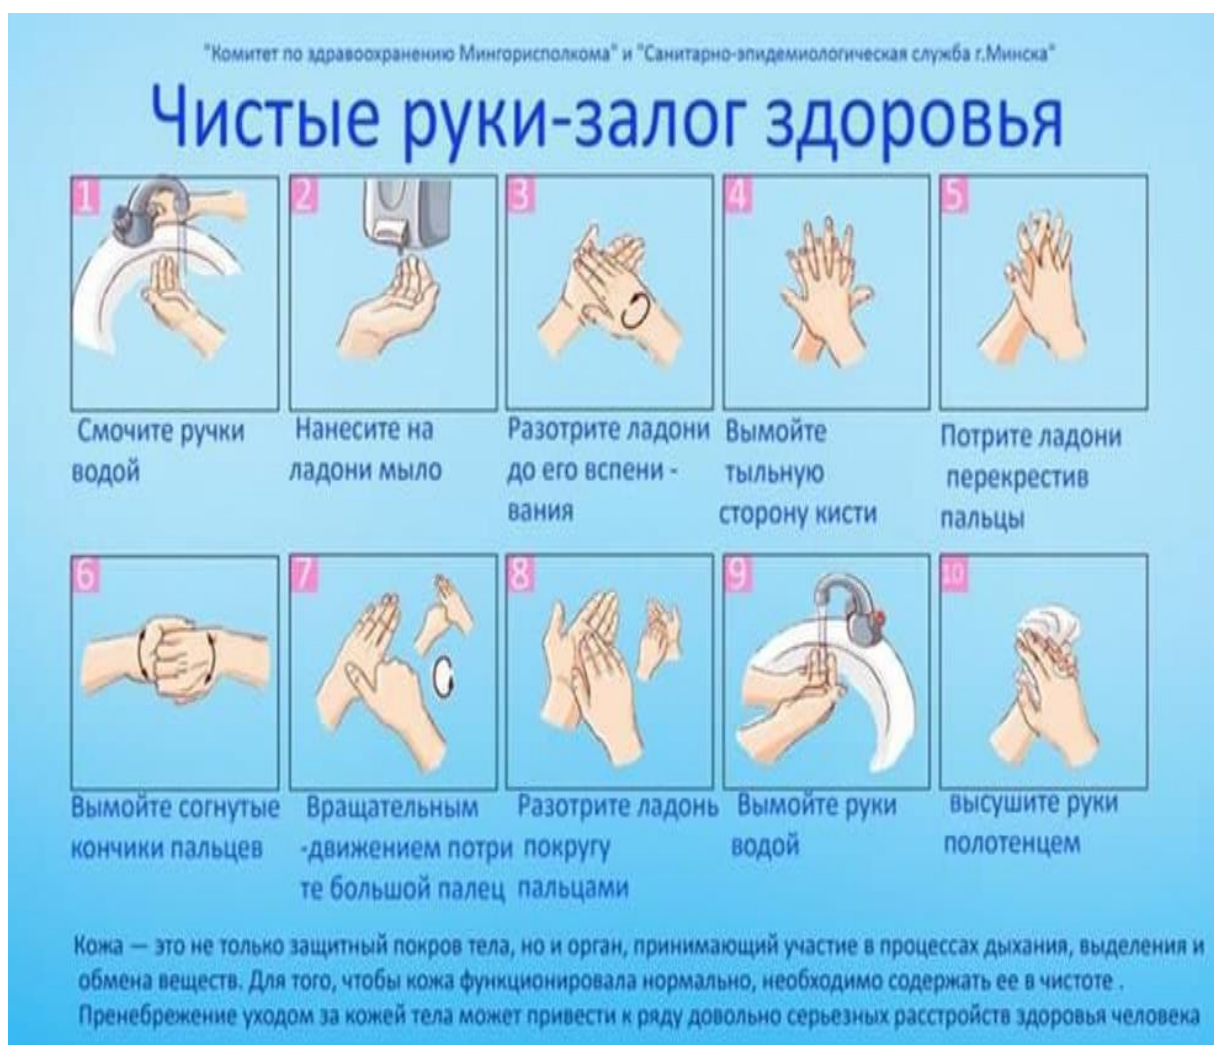 "Комитет по здравоохранению Мингорисполкома" и "Санитарно-эпидемиологическая служба г.Минска"
Чистые руки-залог здоровья
1
Смочите ручки
водой
2
Нанесите на
ладони мыло
3
Разотрите ладони
до его вспени -
вания
4
Вымойте
тыльную
сторону кисти
5
Потрите ладони
перекрестив
пальцы
6
Вымойте согнутые
кончики пальцев
7
Вращательным
-движением потри
те большой палец
8
Разотрите ладонь
покругу
пальцами
9
Вымойте руки
водой
10
высушите руки
полотенцем
Кожа — это не только защитный покров тела, но и орган, принимающий участие в процессах дыхания, выделения и
обмена веществ. Для того, чтобы кожа функционировала нормально, необходимо содержать ее в чистоте .
Пренебрежение уходом за кожей тела может привести к ряду довольно серьезных расстройств здоровья человека